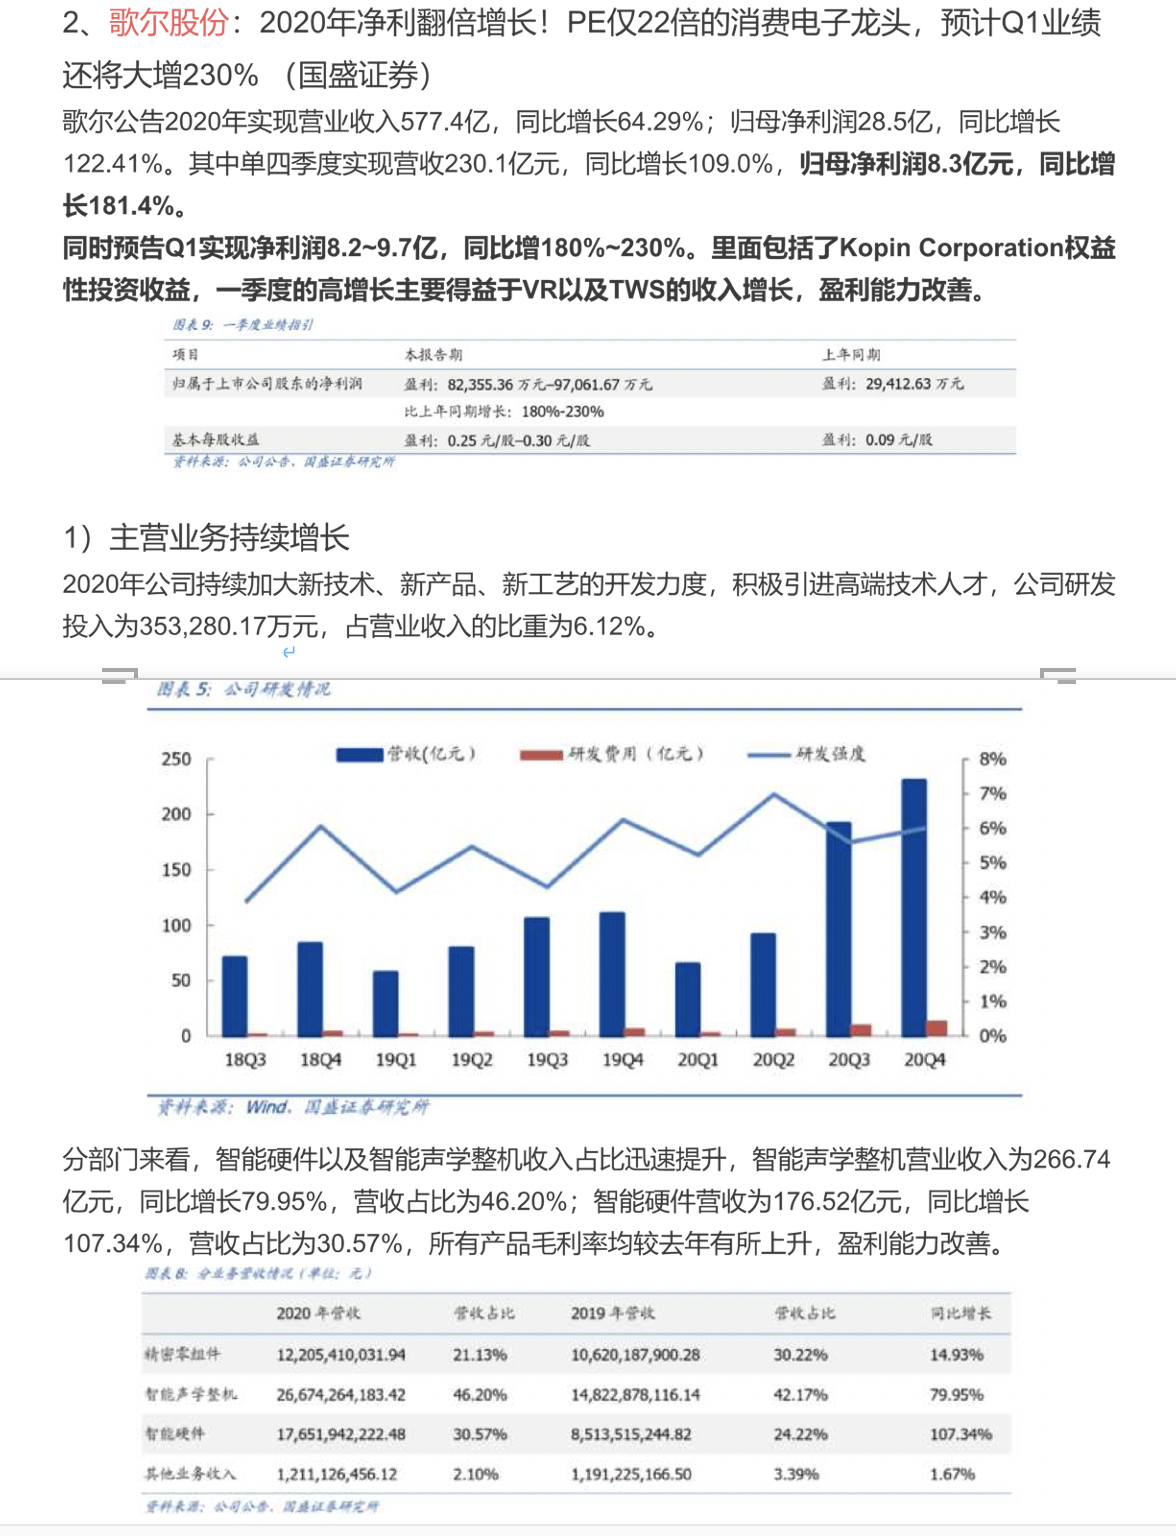 2、歌尔股份：2020年净利翻倍增长！PE仅22倍的消费电子龙头，预计Q1业绩
还将大增230% （国盛证券）
歌尔公告2020年实现营业收入577.4亿，同比增长64.29%；归母净利润28.5亿，同比增长
122.41%。其中单四季度实现营收230.1亿元，同比增长109.0%，归母净利润8.3亿元，同比增
长181.4%。
同时预告Q1实现净利润8.2~9.7亿，同比增180%~230%。里面包括了Kopin Corporation权益
性投资收益，一季度的高增长主要得益于VR以及TWS的收入增长，盈利能力改善。
图表9：一季度业绩指引
项目 本报告期 上年同期
归属于上市公司股东的净利润 盈利：82,355.36 万元–97,061.67 万元 盈利：29,412.63 万元
比上年同期增长：180%-230%
基本每股收益 盈利：0.25 元/股–0.30 元/股 盈利：0.09 元/股
资料来源：公司公告、国盛证券研究所
1）主营业务持续增长
2020年公司持续加大新技术、新产品、新工艺的开发力度，积极引进高端技术人才，公司研发
投入为353,280.17万元，占营业收入的比重为6.12%。
图表 5：公司研发情况
营收(亿元） 研发费用（亿元） 研发强度
250 8%
7%
200
6%
150 5%
4%
100 3%
50 2%
1%
0 0%
18Q3 18Q4 19Q1 19Q2 19Q3 19Q4 20Q1 20Q2 20Q3 20Q4
资料来源：Wind、国盛证券研究所
分部门来看，智能硬件以及智能声学整机收入占比迅速提升，智能声学整机营业收入为266.74
亿元，同比增长79.95%，营收占比为46.20%；智能硬件营收为176.52亿元，同比增长
107.34%，营收占比为30.57%，所有产品毛利率均较去年有所上升，盈利能力改善。
图表 8：分业务营收情况（单位：元）
2020 年营收 营收占比 2019 年营收 营收占比 同比增长
精密零组件 12,205,410,031.94 21.13% 10,620,187,900.28 30.22% 14.93%
智能声学整机 26,674,264,183.42 46.20% 14,822,878,116.14 42.17% 79.95%
智能硬件 17,651,942,222.48 30.57% 8,513,515,244.82 24.22% 107.34%
其他业务收入 1,211,126,456.12 2.10% 1,191,225,166.50 3.39% 1.67%
资料来源：公司公告、国盛证券研究所